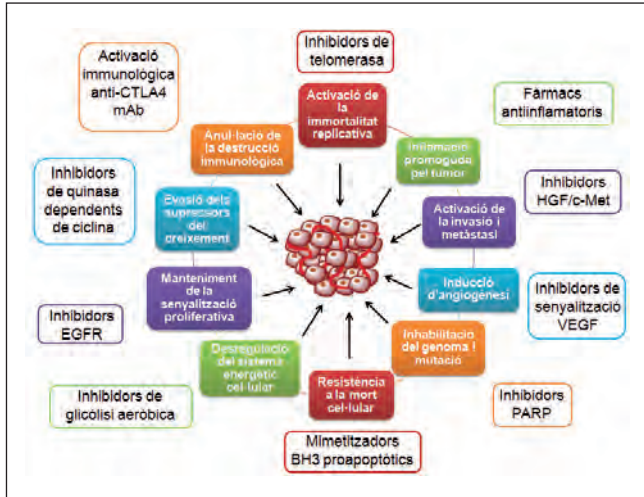 Inhibidors de
telomerasa
Activació
immunològica
anti-CTLA4
mAb
Fàrmacs
antiinflamatoris
Activació de
la
immortalitat
replicativa
Anul·lació de la
destrucció
immunològica
Inflamació
promoguda
pel tumor
Inhibidors
de quinasa
dependents
de ciclina
Evasió dels
supressors
del
creixement
Activació de
la invasió i
metàstasi
Inhibidors
HGF/c-Met
Manteniment
de la
senyalització
proliferativa
Inducció
d'angiogènesi
Inhibidors de
senyalització
VEGF
Inhibidors
EGFR
Desregulació
del sistema
energètic
cel·lular
Inhabilitació
del genoma i
mutació
Resistència
a la mort
cel·lular
Inhibidors de
glicòlisi aeròbica
Inhibidors
PARP
Mimetitzadors
BH3 proapoptòtics